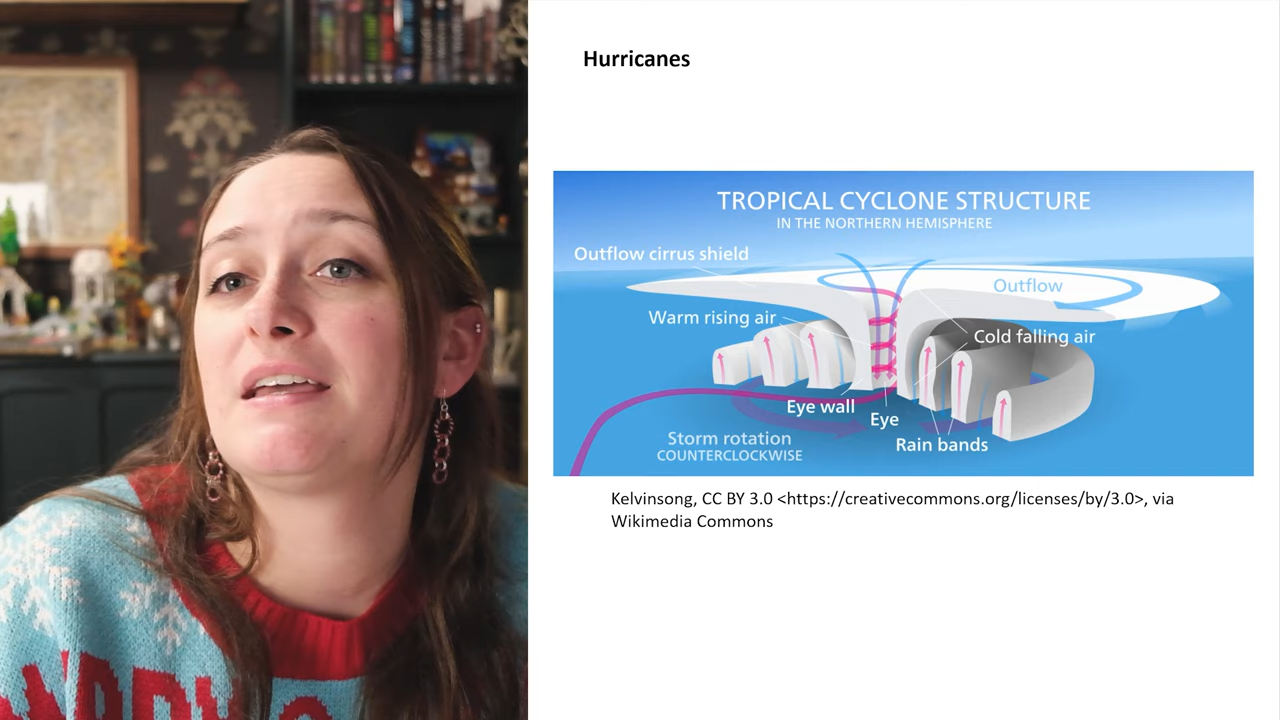 Hurricanes
TROPICAL CYCLONE STRUCTURE
IN THE NORTHERN HEMISPHERE
Outflow cirrus shield
Outflow
Warm rising air
Cold falling air
Eye wall
Eye
Rain bands
Storm rotation
COUNTERCLOCKWISE
Kelvinsong, CC BY 3.0 <https://creativecommons.org/licenses/by/3.0>, via
Wikimedia Commons